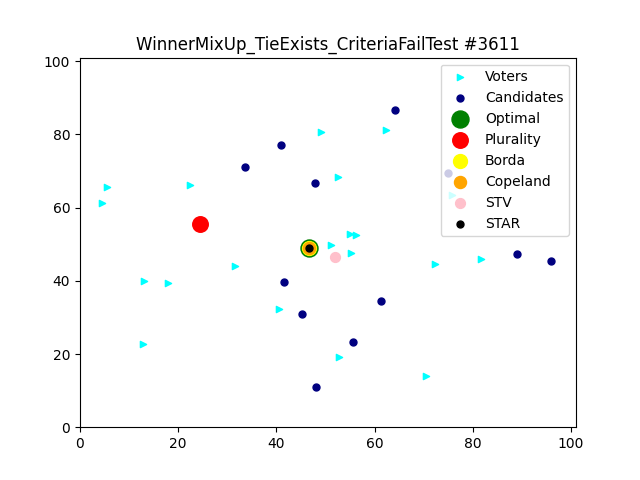 WinnerMixUp_TieExists_CriteriaFailTest #3611
100
80
60
40
20
0
0
20
40
60
80
100
Voters
Candidates
Optimal
Plurality
Borda
Copeland
STV
STAR